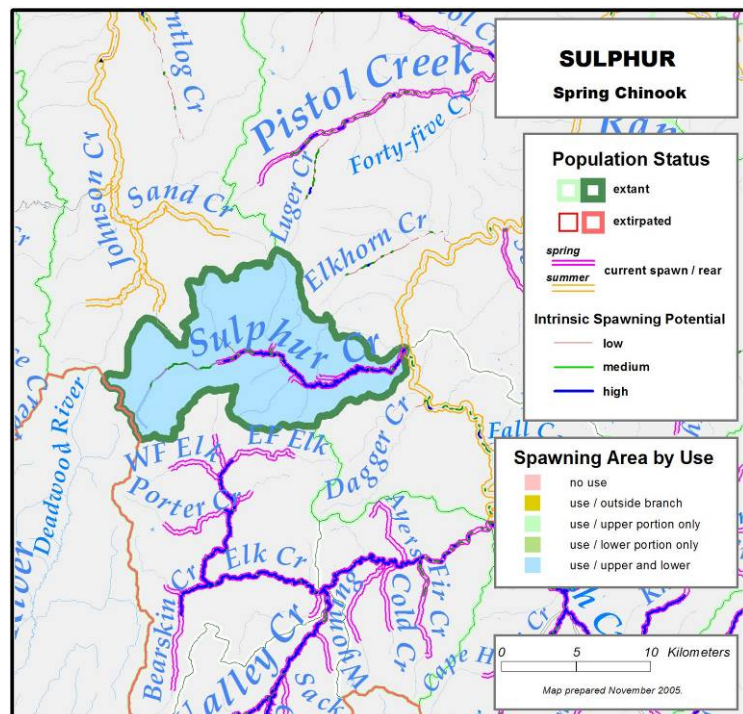 SULPHUR
Spring Chinook
Population Status
extant
extirpated
spring
summer
current spawn / rear
Intrinsic Spawning Potential
low
medium
high
Spawning Area by Use
no use
use / outside branch
use / upper portion only
use / lower portion only
use / upper and lower
0 5 10 Kilometers
Map prepared November 2005.
Pistol Creek
Forty-five Cr
Luger Cr
Sand Cr
Johnson Cr
Elkhorn Cr
Sulphur Cr
Deadwood River
River
WF Elk
EF Elk
Porter Cr
Dagger Cr
Fall C
Ayers
Elk Cr
Bearskin Cr
Fir Cr
Cold Cr
Wyoming
Valley Cr
Sack
Cape H